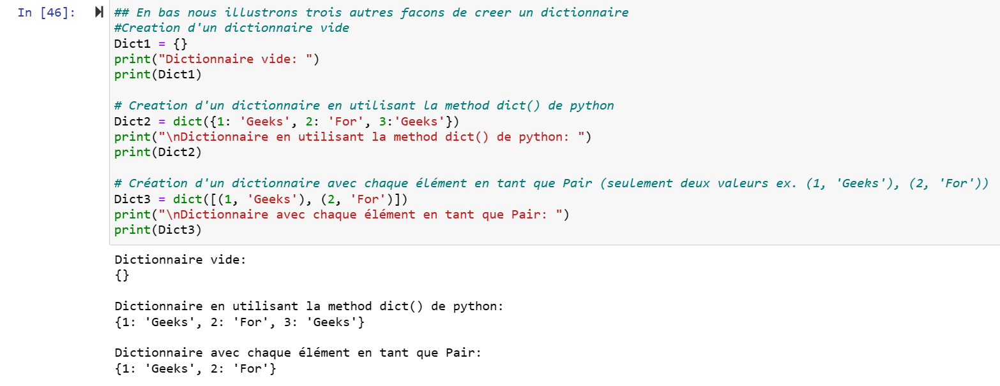 In [46]: ## En bas nous illustrons trois autres facons de creer un dictionnaire
#Creation d'un dictionnaire vide
Dict1 = {}
print("Dictionnaire vide: ")
print(Dict1)

# Creation d'un dictionnaire en utilisant la method dict() de python
Dict2 = dict({1: 'Geeks', 2: 'For', 3:'Geeks'})
print("\nDictionnaire en utilisant la method dict() de python: ")
print(Dict2)

# Création d'un dictionnaire avec chaque élément en tant que Pair (seulement deux valeurs ex. (1, 'Geeks'), (2, 'For'))
Dict3 = dict([(1, 'Geeks'), (2, 'For')])
print("\nDictionnaire avec chaque élément en tant que Pair: ")
print(Dict3)

Dictionnaire vide:
{}

Dictionnaire en utilisant la method dict() de python:
{1: 'Geeks', 2: 'For', 3: 'Geeks'}

Dictionnaire avec chaque élément en tant que Pair:
{1: 'Geeks', 2: 'For'}